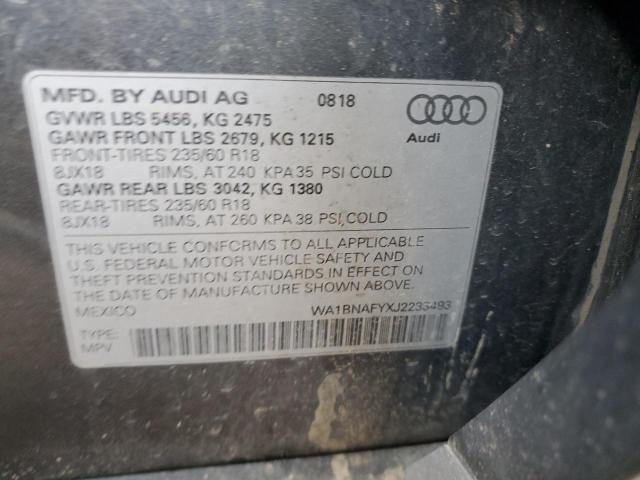 MFD. BY AUDI AG 0818
GVWR LBS 5456, KG 2475
GAWR FRONT LBS 2679, KG 1215
FRONT-TIRES 235/60 R18
8JX18 RIMS, AT 240 KPA 35 PSI COLD
GAWR REAR LBS 3042, KG 1380
REAR-TIRES 235/60 R18
8JX18 RIMS, AT 260 KPA 38 PSI, COLD
Audi
THIS VEHICLE CONFORMS TO ALL APPLICABLE
U.S. FEDERAL MOTOR VEHICLE SAFETY AND
THEFT PREVENTION STANDARDS IN EFFECT ON
THE DATE OF MANUFACTURE SHOWN ABOVE.
MEXICO
TYPE:
MPV